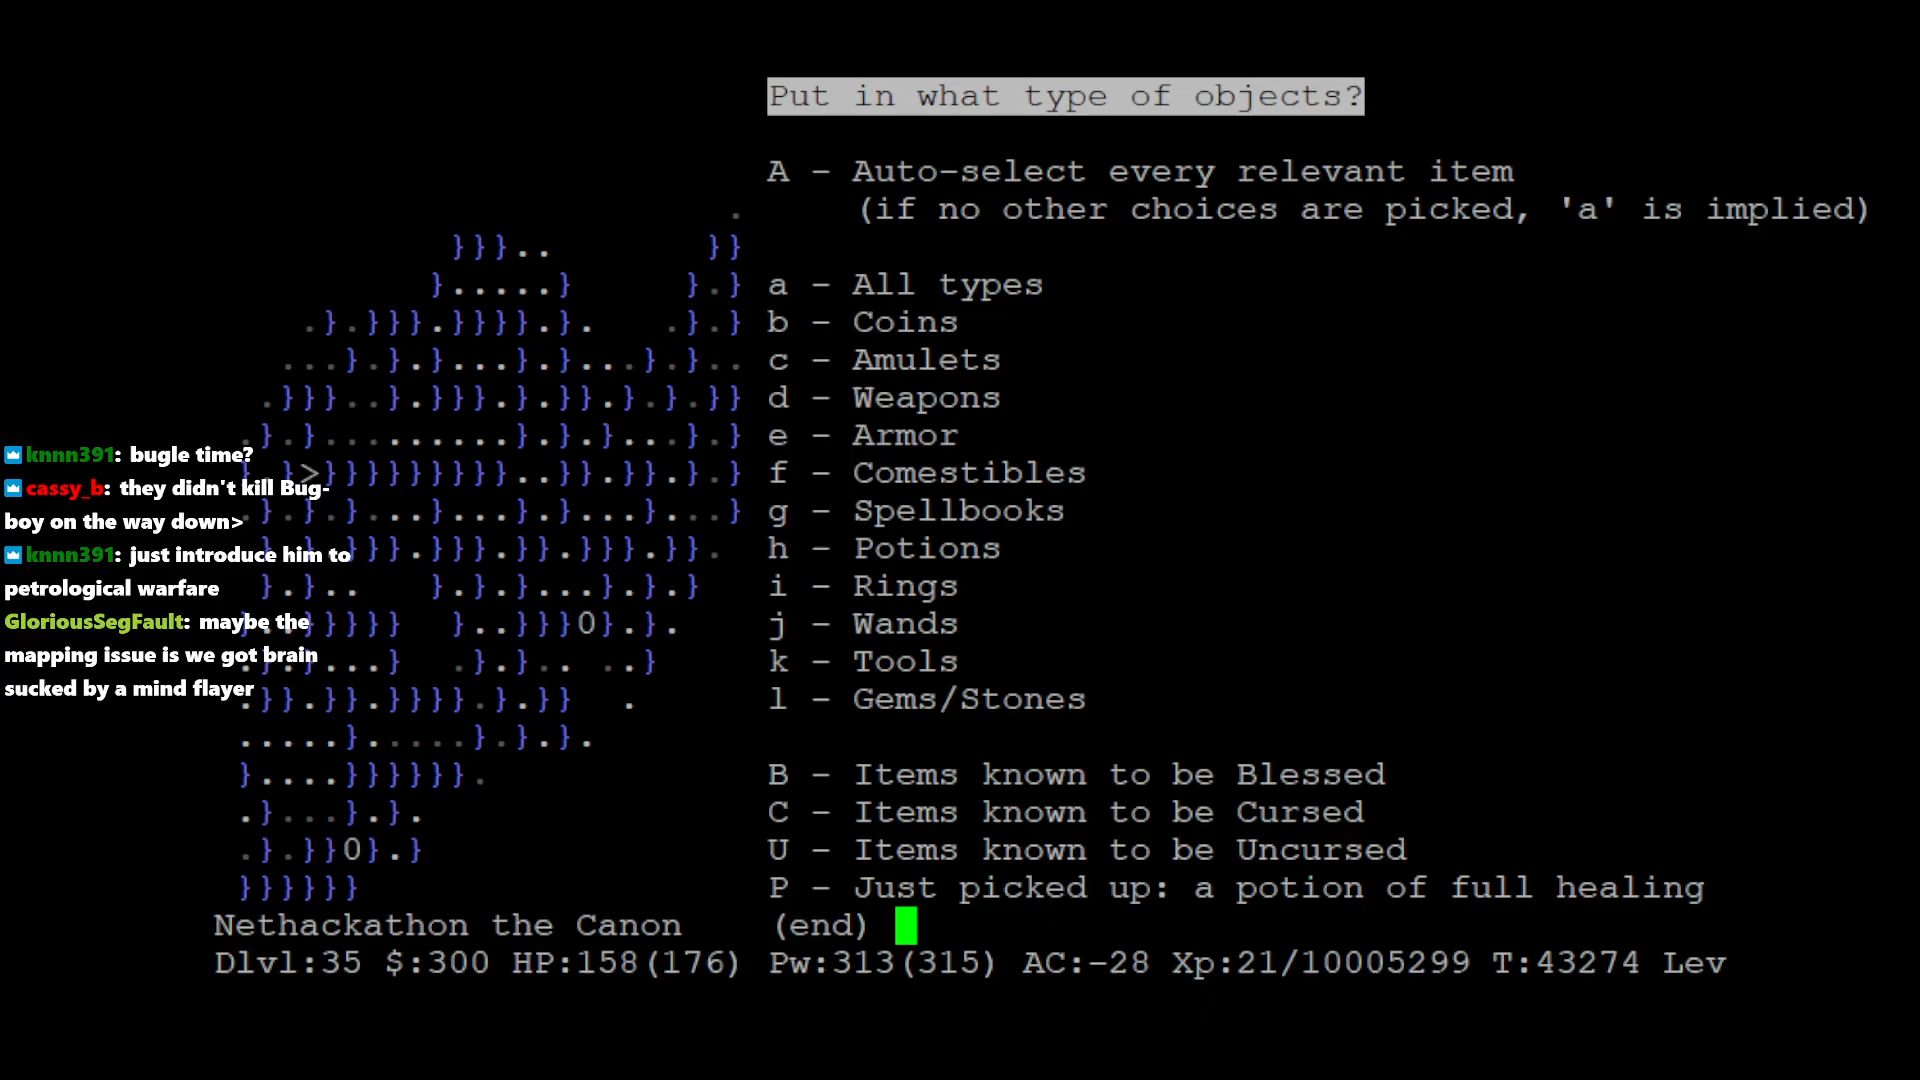 Put in what type of objects?
A - Auto-select every relevant item
(if no other choices are picked, 'a' is implied)
a - All types
b - Coins
c - Amulets
d - Weapons
e - Armor
f - Comestibles
g - Spellbooks
h - Potions
i - Rings
j - Wands
k - Tools
l - Gems/Stones
B - Items known to be Blessed
C - Items known to be Cursed
U - Items known to be Uncursed
P - Just picked up: a potion of full healing
(end)
knnn391: bugle time?
cassy_b: they didn't kill Bug-
boy on the way down>
knnn391: just introduce him to
petrological warfare
GloriousSegFault: maybe the
mapping issue is we got brain
sucked by a mind flayer
Nethackathon the Canon
Dlvl:35 $:300 HP:158(176) Pw:313(315) AC:-28 Xp:21/10005299 T:43274 Lev